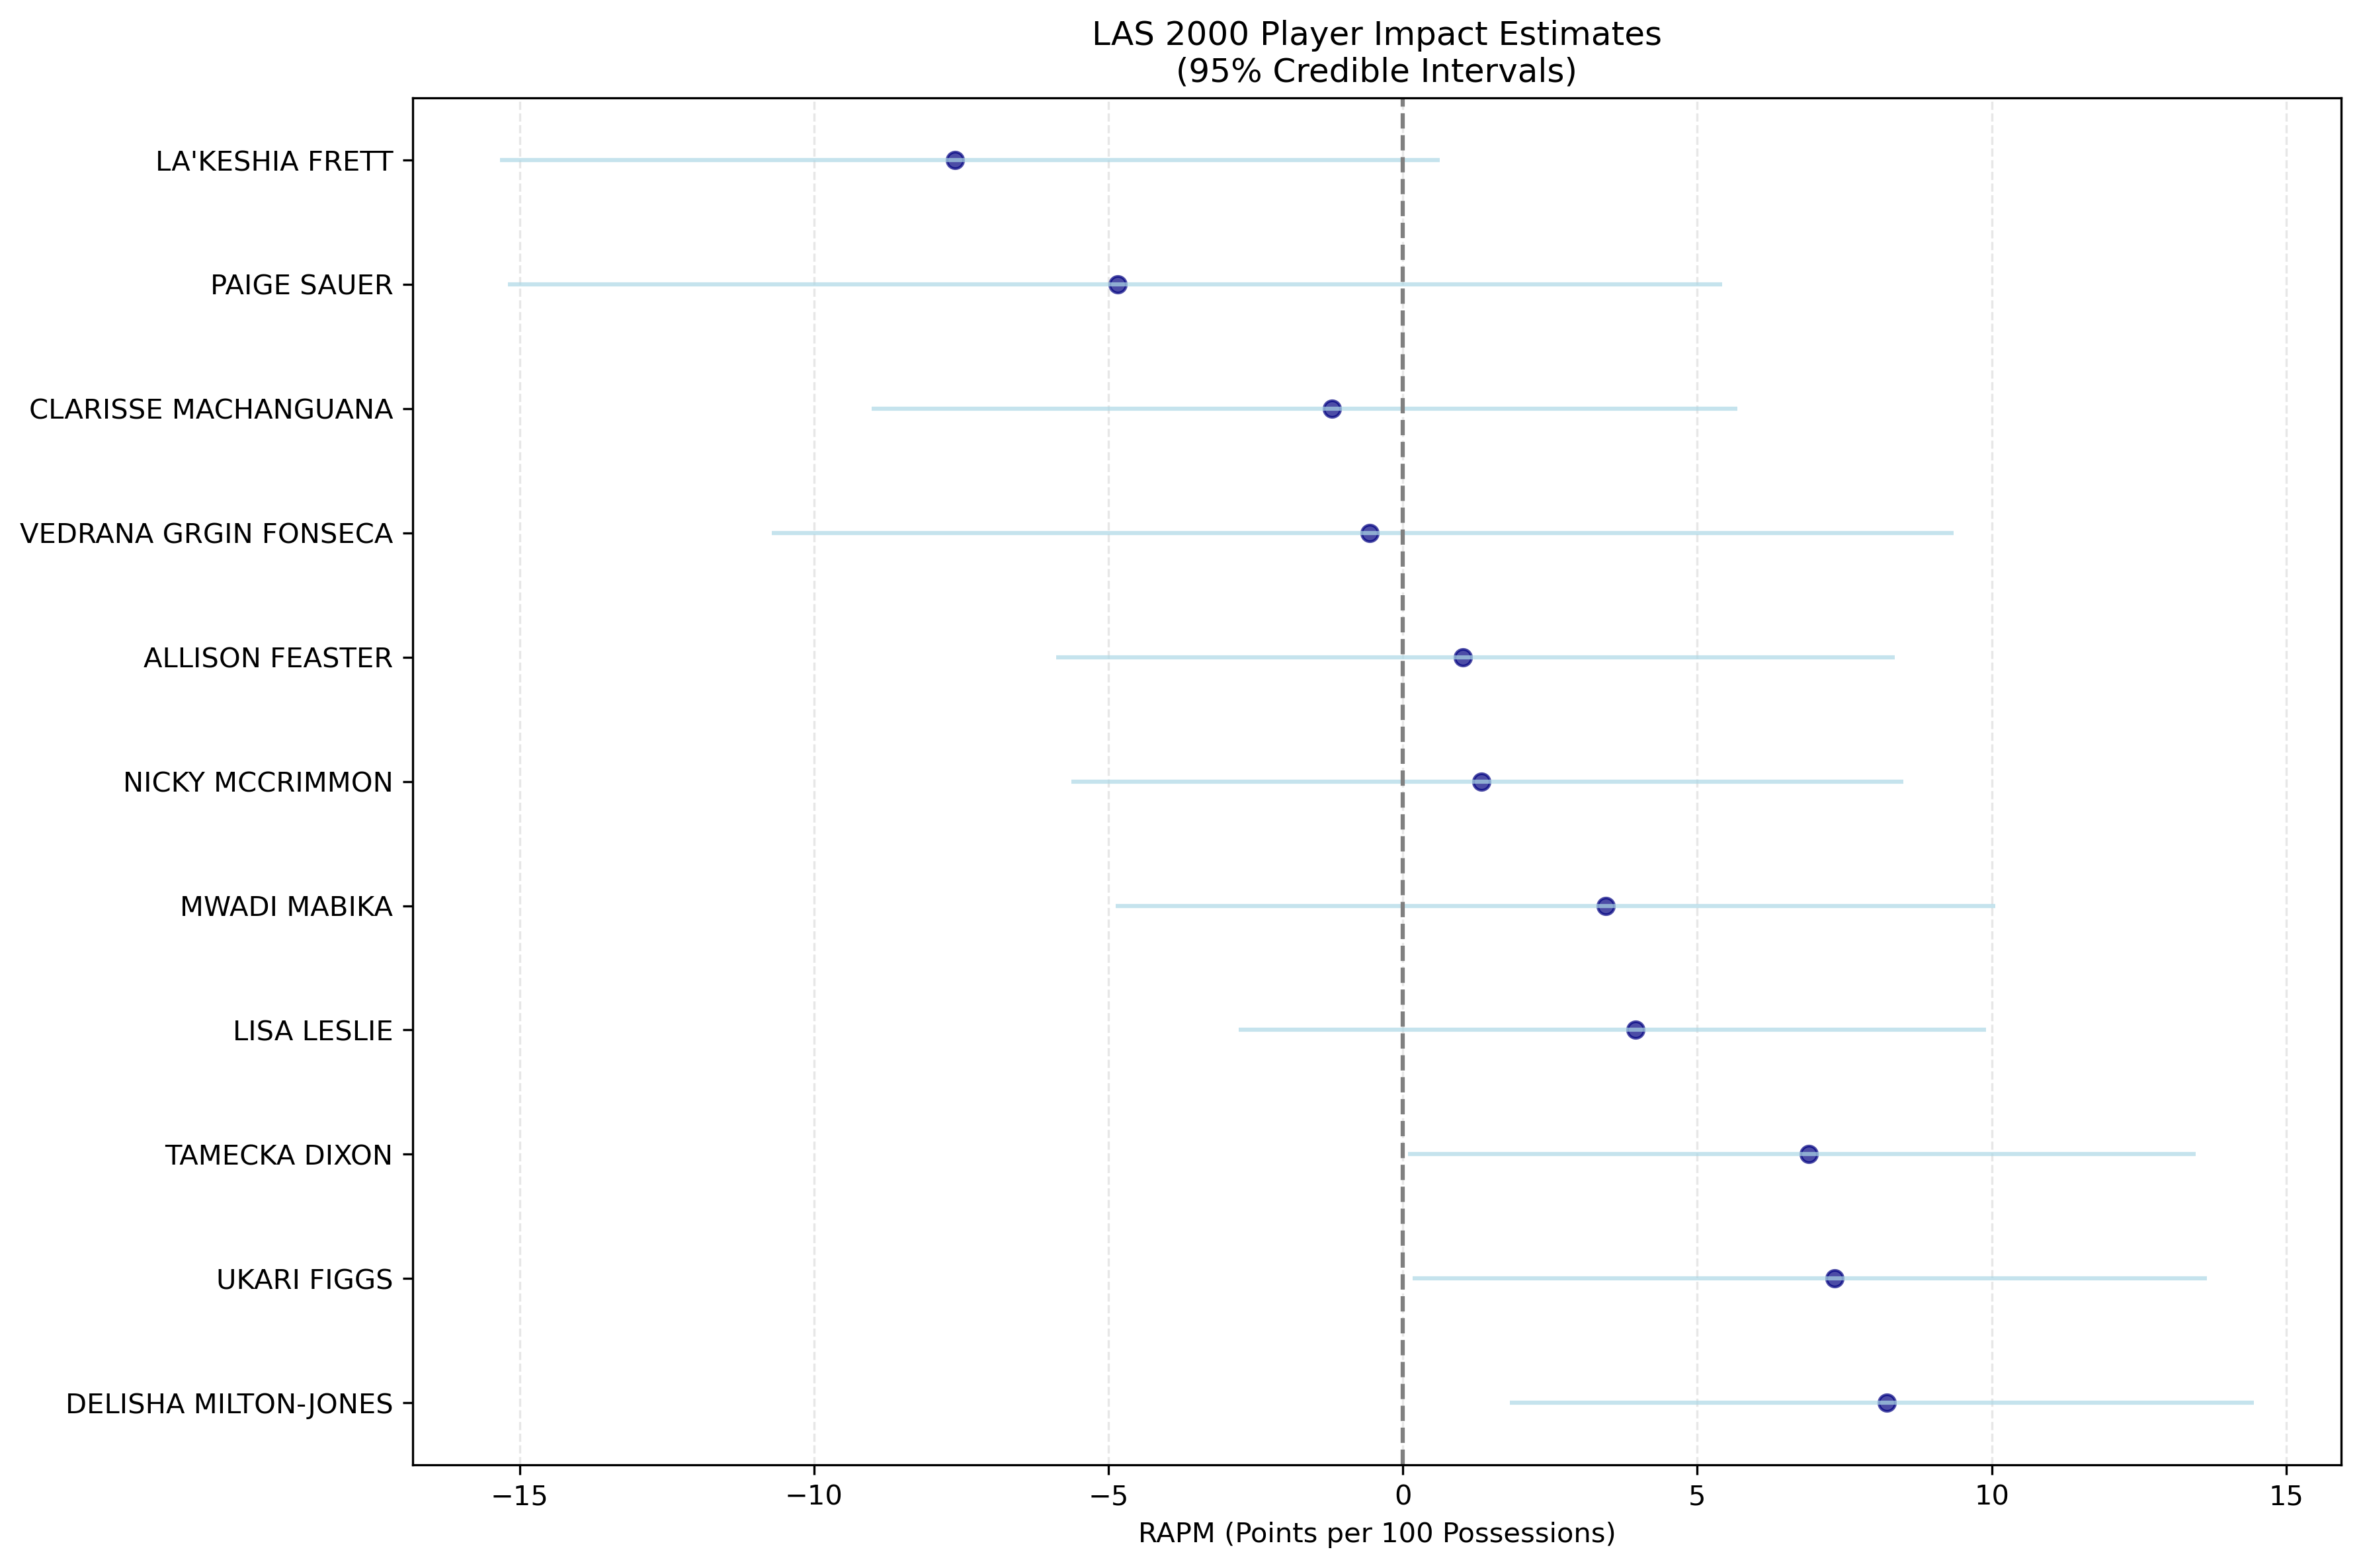 LAS 2000 Player Impact Estimates
(95% Credible Intervals)
LA'KESHIA FRETT
PAIGE SAUER
CLARISSE MACHANGUANA
VEDRANA GRGIN FONSECA
ALLISON FEASTER
NICKY MCCRIMMON
MWADI MABIKA
LISA LESLIE
TAMECKA DIXON
UKARI FIGGS
DELISHA MILTON-JONES
−15 −10 −5 0 5 10 15
RAPM (Points per 100 Possessions)